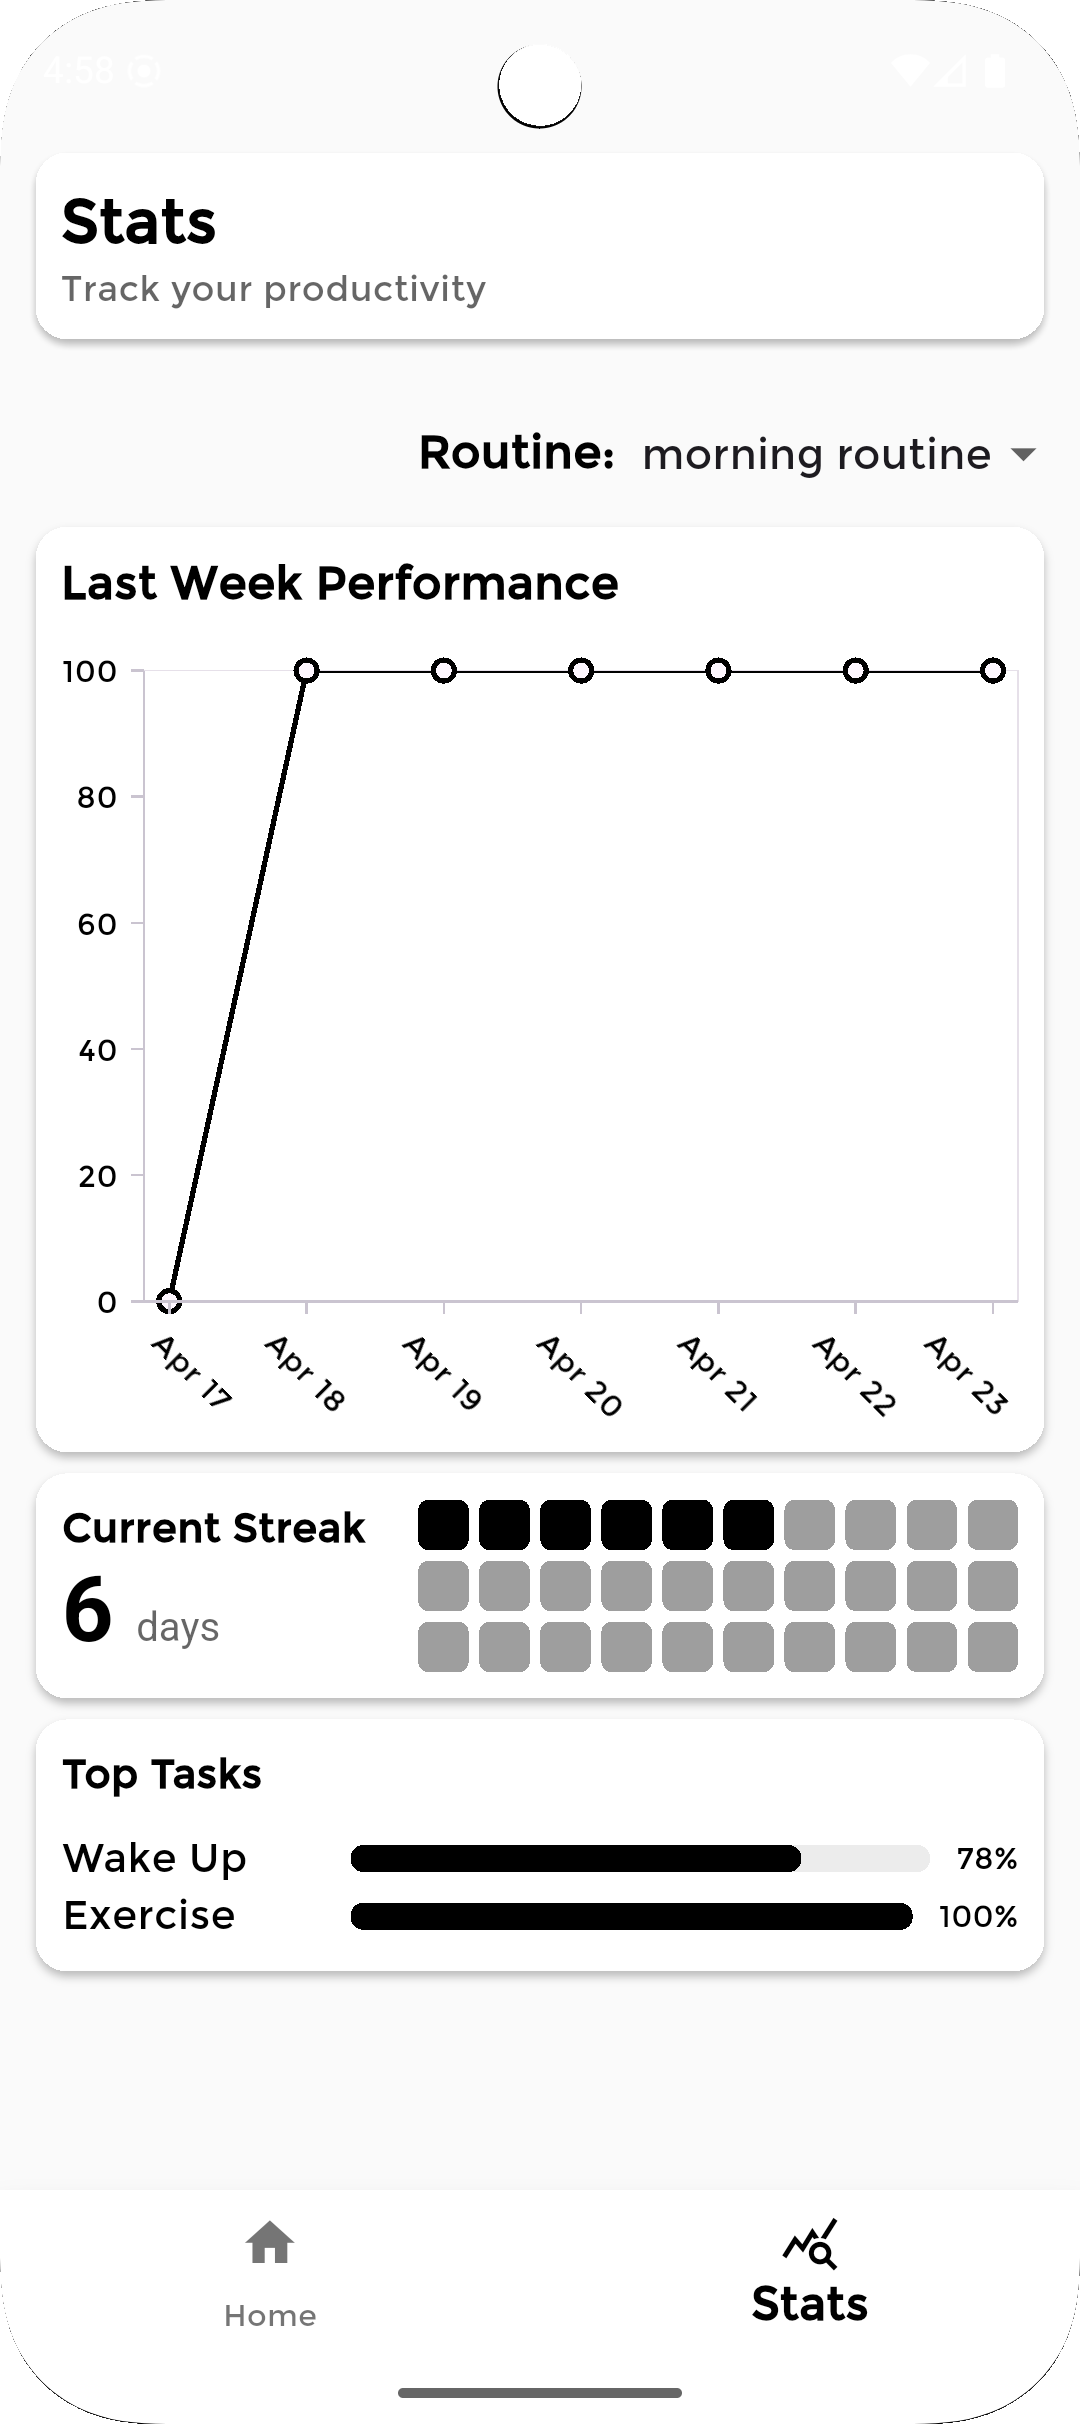 4:58
Stats
Track your productivity
Routine: morning routine
Last Week Performance
100
80
60
40
20
0
Apr 17 Apr 18 Apr 19 Apr 20 Apr 21 Apr 22 Apr 23
Current Streak
6 days
Top Tasks
Wake Up 78%
Exercise 100%
Home Stats